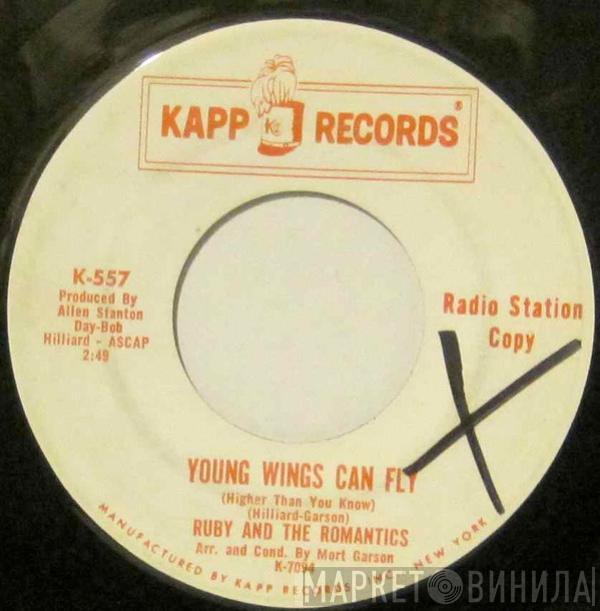 KAPP K RECORDS®
K-557
Produced By
Allen Stanton
Day-Bob
Hilliard - ASCAP
2:49
Radio Station
Copy
YOUNG WINGS CAN FLY
(Higher Than You Know)
(Hilliard-Garson)
RUBY AND THE ROMANTICS
Arr. and Cond. By Mort Garson
K-7094
MANUFACTURED BY KAPP RECORDS INC. NEW YORK
МАРКЕТ ВИНИЛА